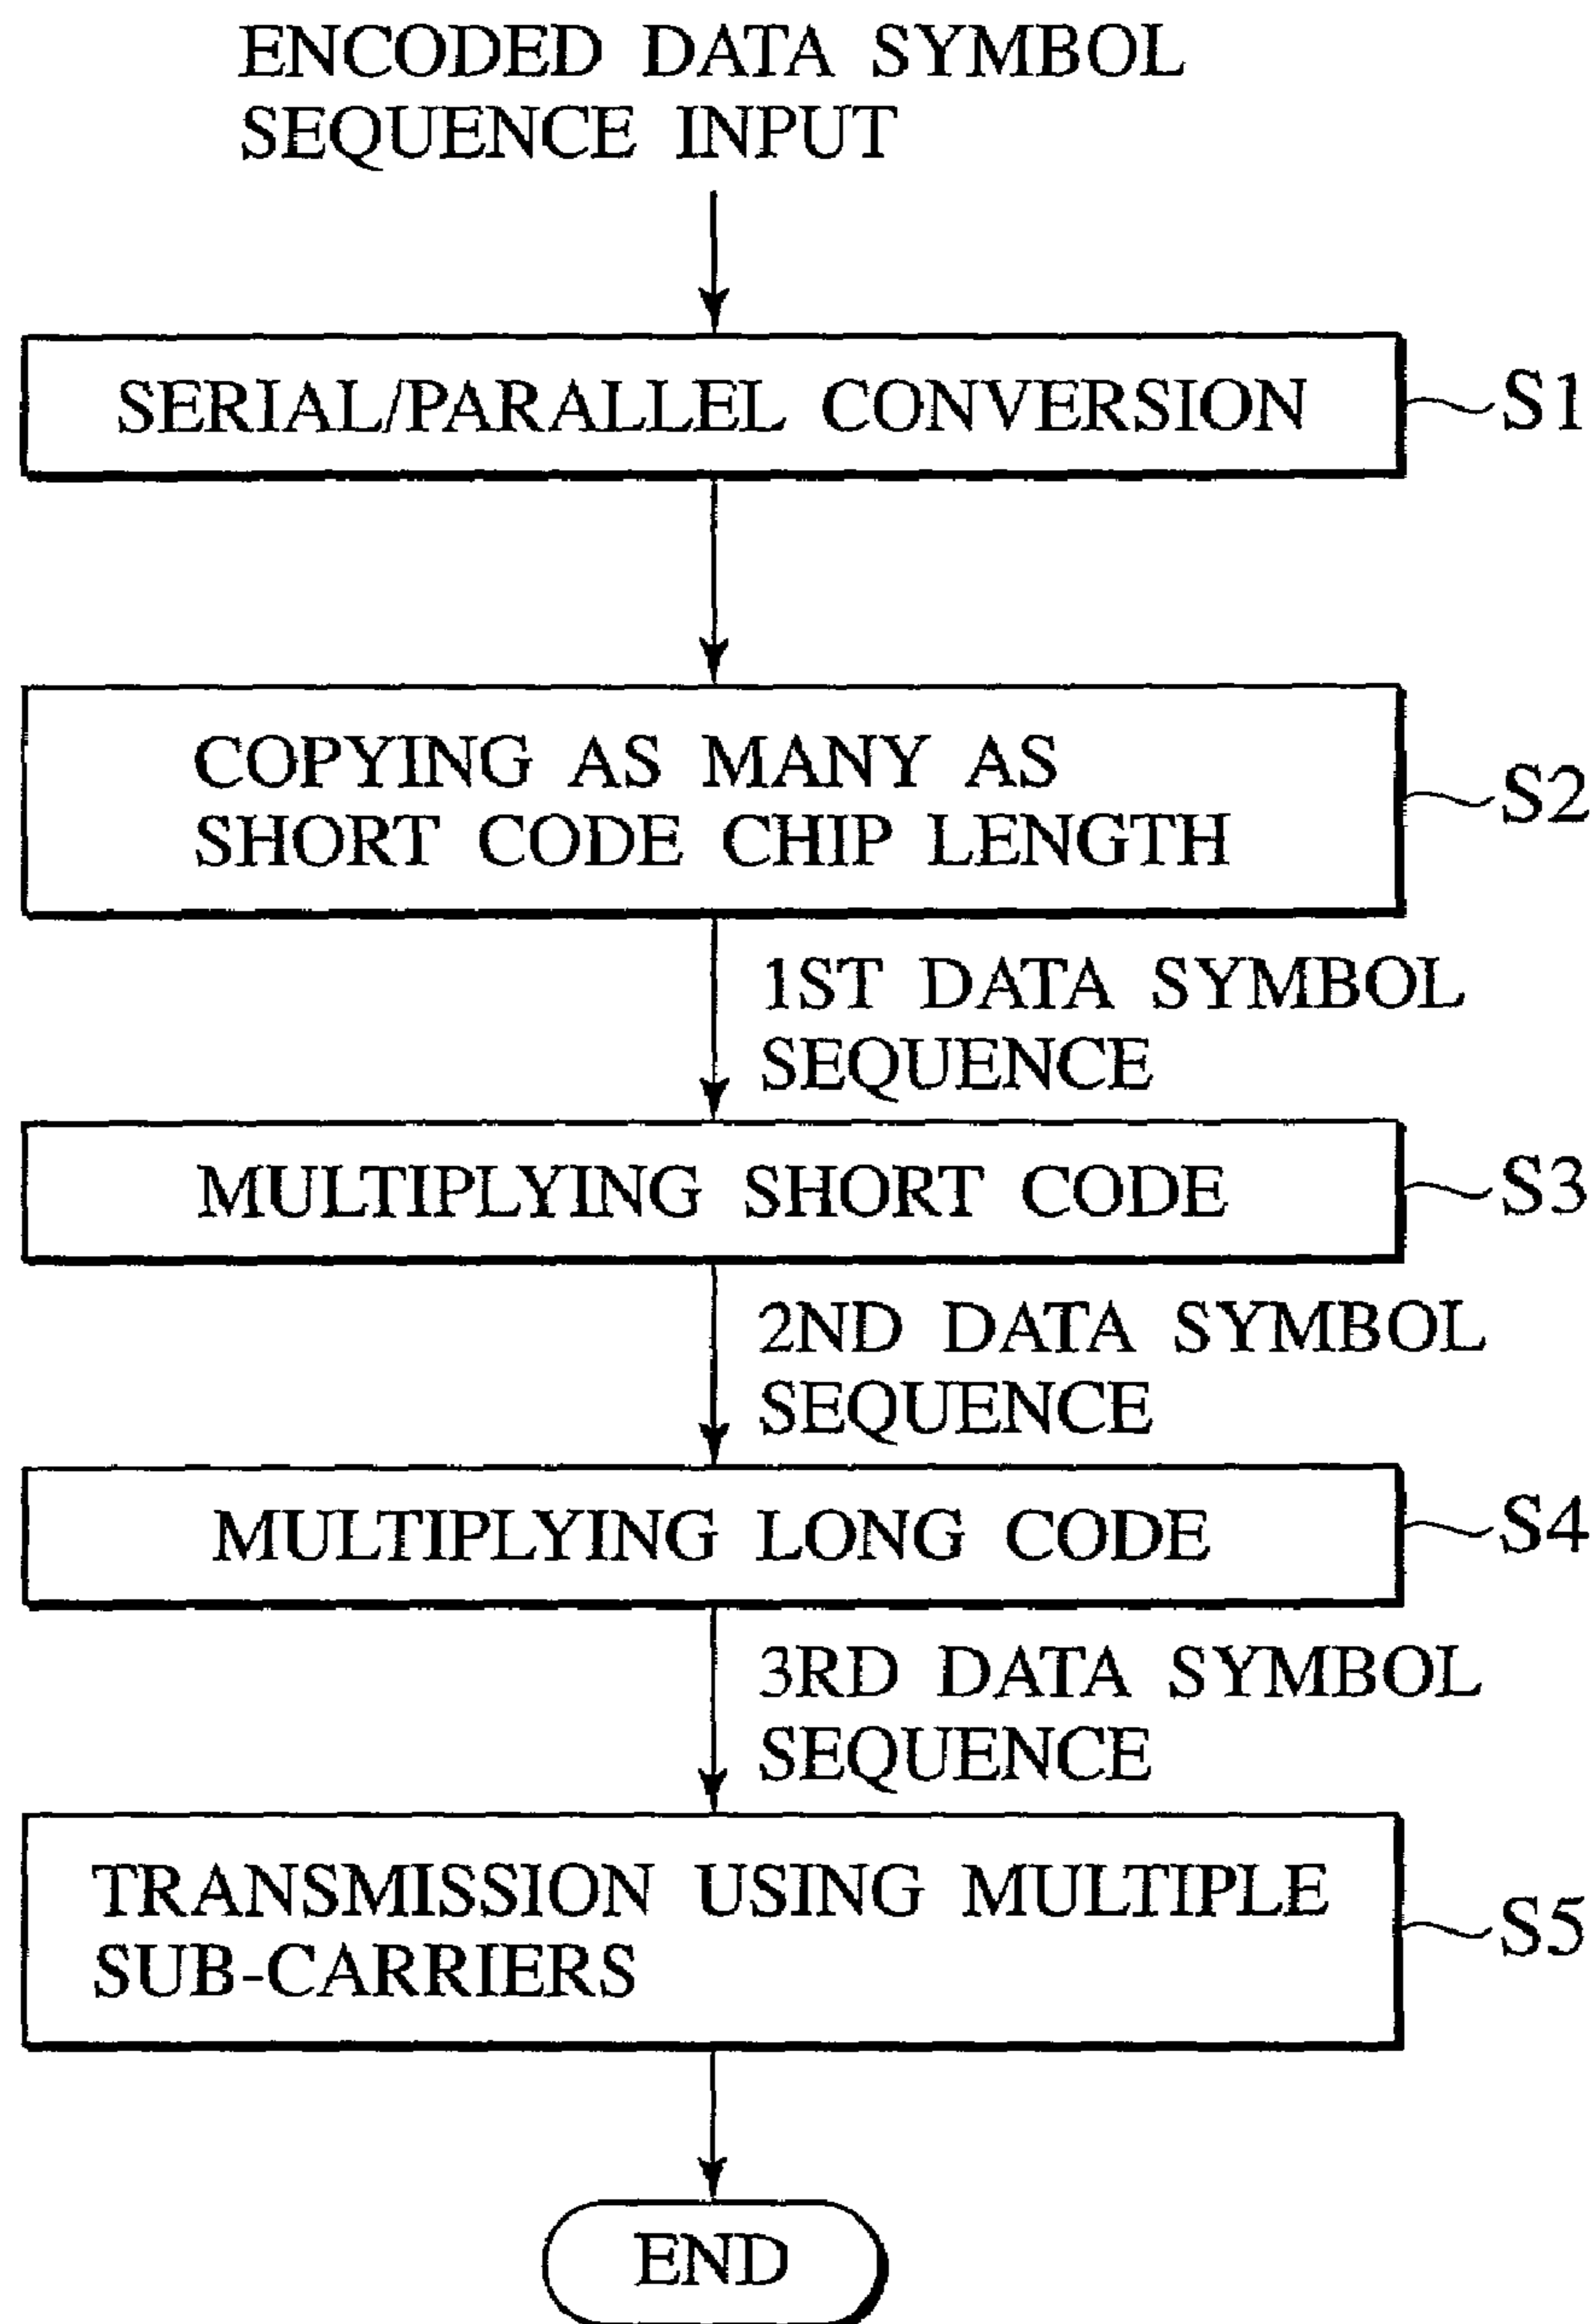 ENCODED DATA SYMBOL
SEQUENCE INPUT
SERIAL/PARALLEL CONVERSION
S1
COPYING AS MANY AS
SHORT CODE CHIP LENGTH
S2
1ST DATA SYMBOL
SEQUENCE
MULTIPLYING SHORT CODE
S3
2ND DATA SYMBOL
SEQUENCE
MULTIPLYING LONG CODE
S4
3RD DATA SYMBOL
SEQUENCE
TRANSMISSION USING MULTIPLE
SUB-CARRIERS
S5
END